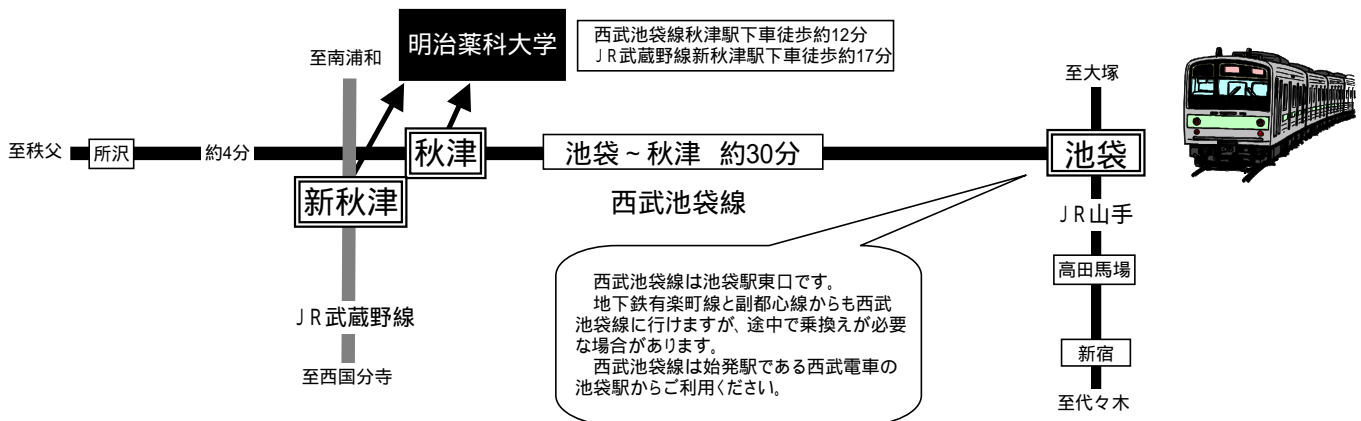 明治薬科大学
西武池袋線秋津駅下車徒歩約12分
JR武蔵野線新秋津駅下車徒歩約17分
至南浦和
至大塚
至秩父
所沢
約4分
秋津
池袋～秋津 約30分
池袋
新秋津
西武池袋線
JR山手
高田馬場
西武池袋線は池袋駅東口です。
地下鉄有楽町線と副都心線からも西武
池袋線に行けますが、途中で乗換えが必要
な場合があります。
西武池袋線は始発駅である西武電車の
池袋駅からご利用ください。
JR武蔵野線
新宿
至西国分寺
至代々木